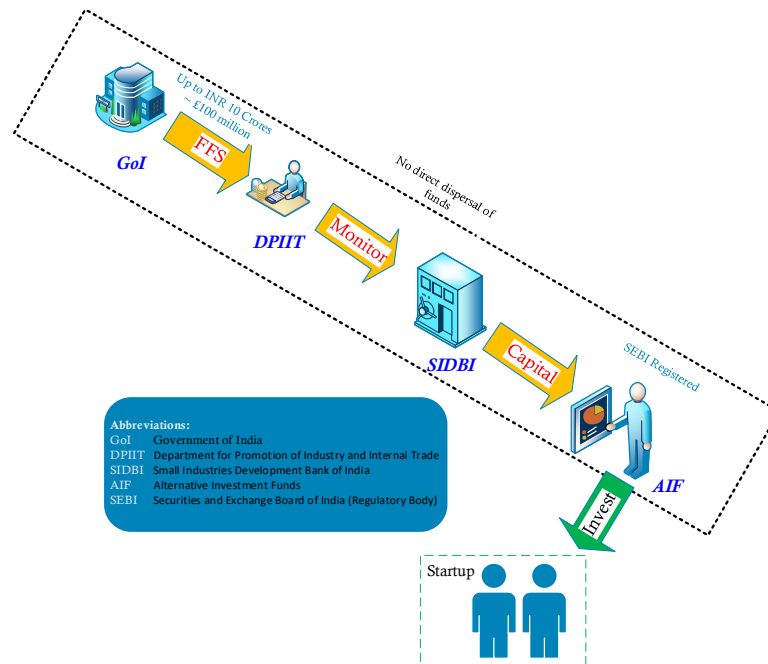 Up to INR 10 Crores
~ £100 million
FFS
GoI
No direct dispersal of
funds
DPIIT
Monitor
SIDBI
Capital
SEBI Registered
AIF
Abbreviations:
GoI Government of India
DPIIT Department for Promotion of Industry and Internal Trade
SIDBI Small Industries Development Bank of India
AIF Alternative Investment Funds
SEBI Securities and Exchange Board of India (Regulatory Body)
Invest
Startup